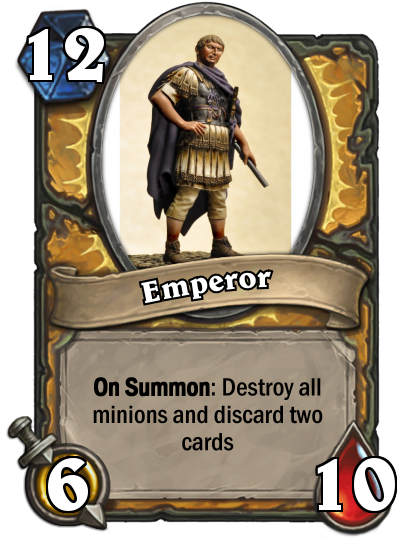 12
Emperor
On Summon: Destroy all
minions and discard two
cards
6
10